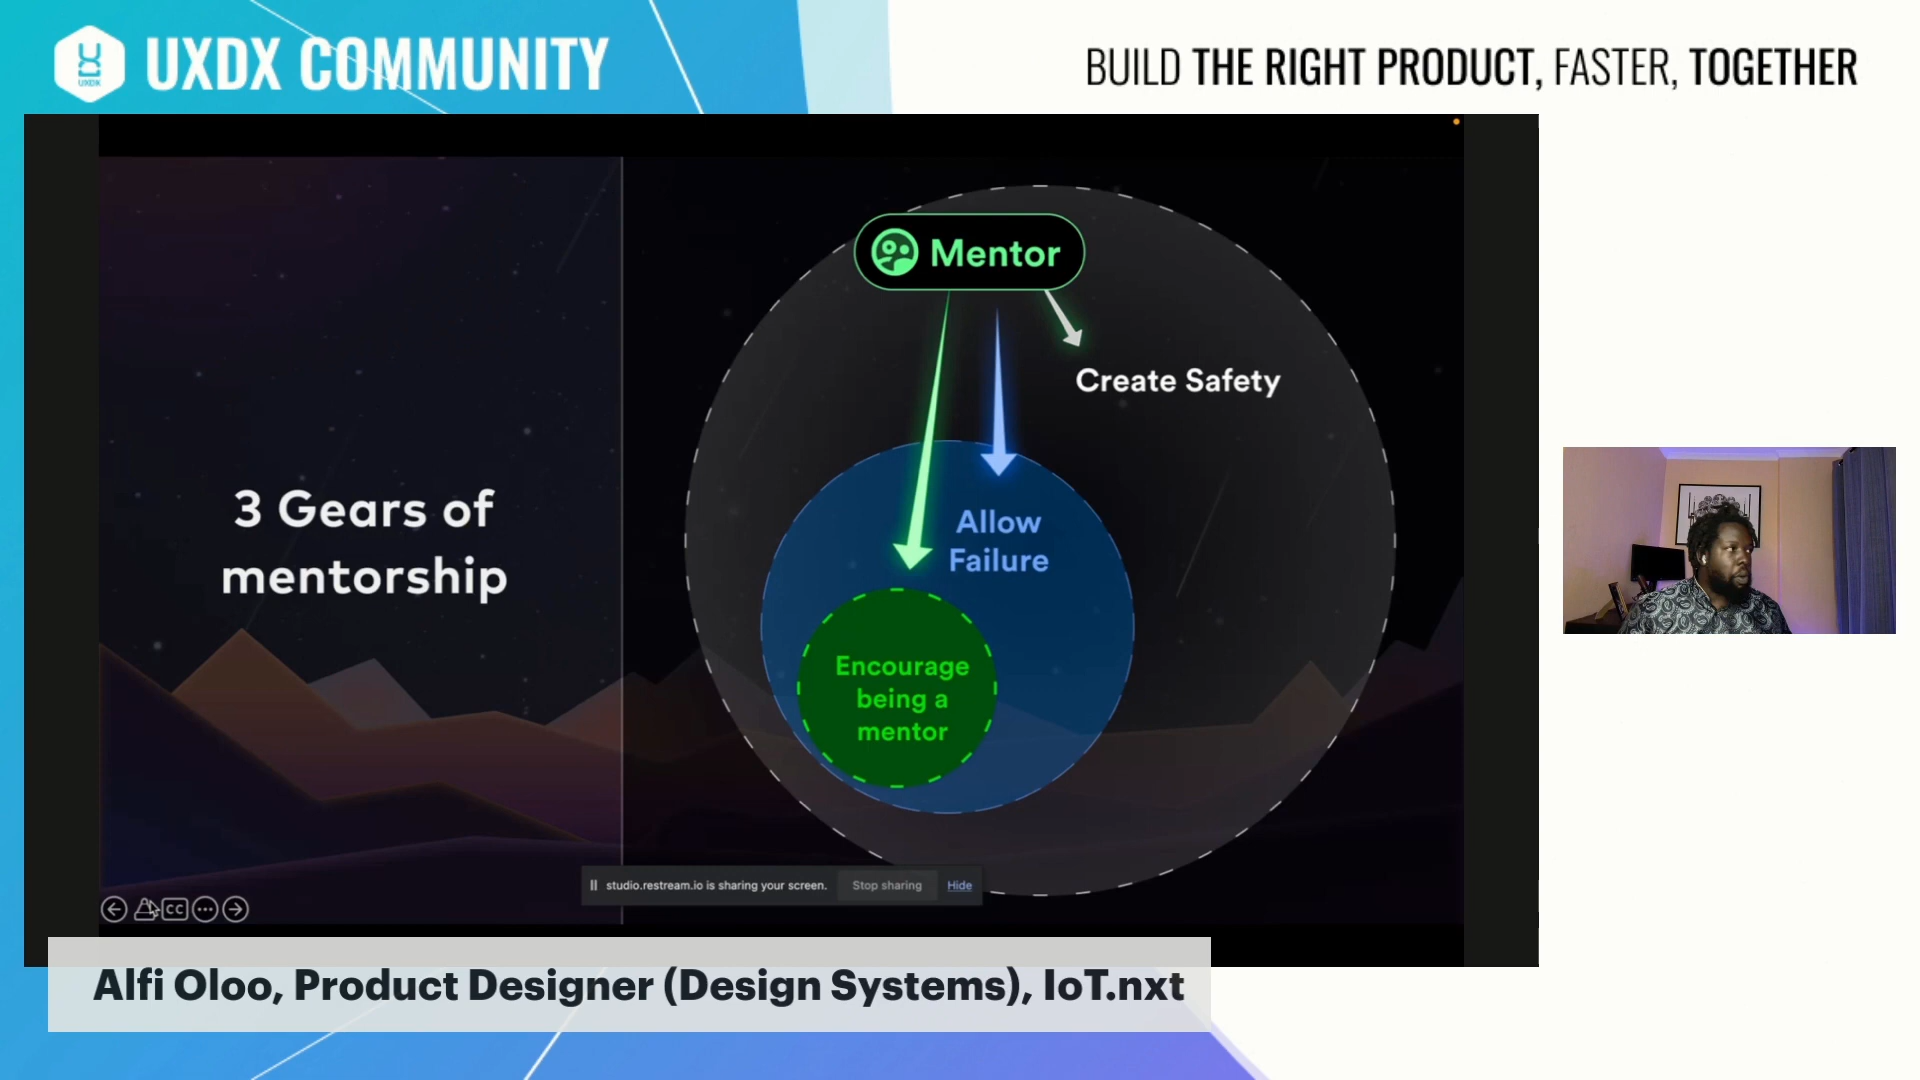 UXDX
UXDX COMMUNITY
BUILD THE RIGHT PRODUCT, FASTER, TOGETHER
3 Gears of
mentorship
Mentor
Create Safety
Allow
Failure
Encourage
being a
mentor
studio.restream.io is sharing your screen. Stop sharing Hide
CC
Alfi Oloo, Product Designer (Design Systems), IoT.nxt